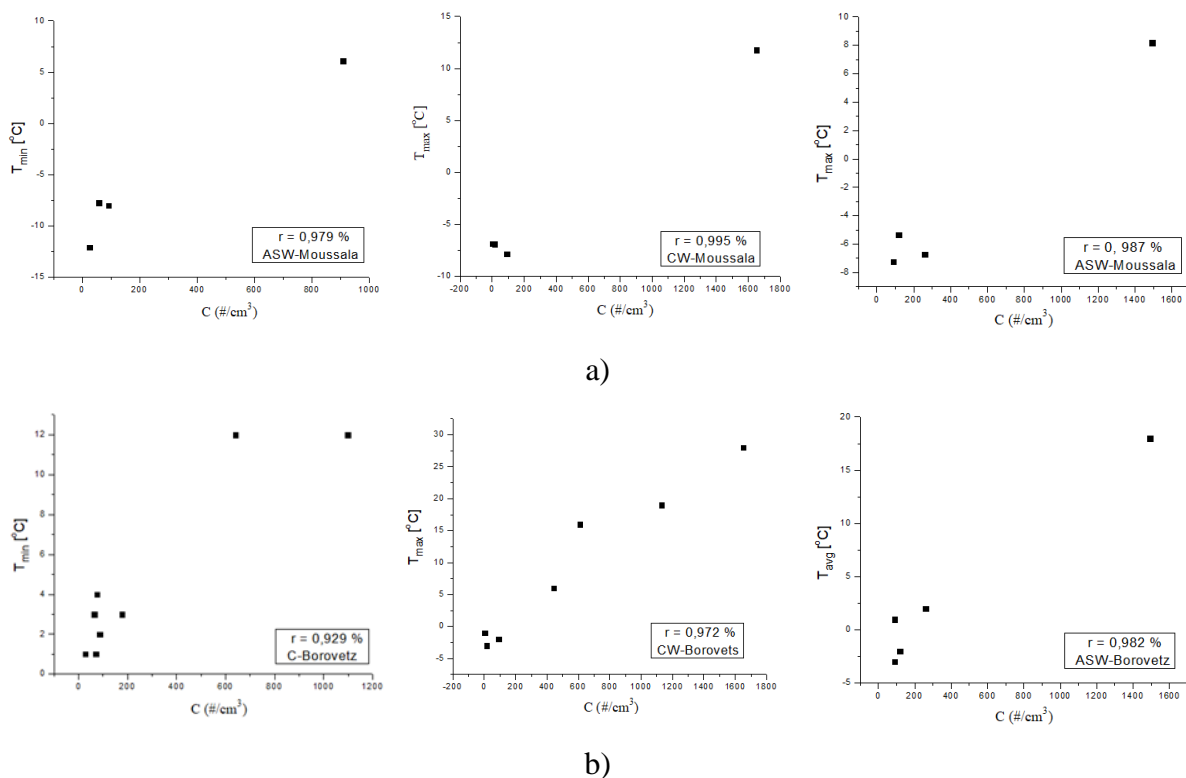 10
5
0
-5
-10
-15
T_min [°C]
0 200 400 600 800 1000
C (#/cm³)
r = 0,979 %
ASW-Moussala
15
10
5
0
-5
-10
T_max [°C]
-200 0 200 400 600 800 1000 1200 1400 1600 1800
C (#/cm³)
r = 0,995 %
CW-Moussala
10
8
6
4
2
0
-2
-4
-6
-8
T_max [°C]
0 200 400 600 800 1000 1200 1400 1600
C (#/cm³)
r = 0, 987 %
ASW-Moussala
a)
12
10
8
6
4
2
0
T_min [°C]
0 200 400 600 800 1000 1200
C (#/cm³)
r = 0,929 %
C-Borovetz
30
25
20
15
10
5
0
-5
T_max [°C]
-200 0 200 400 600 800 1000 1200 1400 1600 1800
C (#/cm³)
r = 0,972 %
CW-Borovets
20
15
10
5
0
-5
T_avg [°C]
0 200 400 600 800 1000 1200 1400 1600
C (#/cm³)
r = 0,982 %
ASW-Borovetz
b)